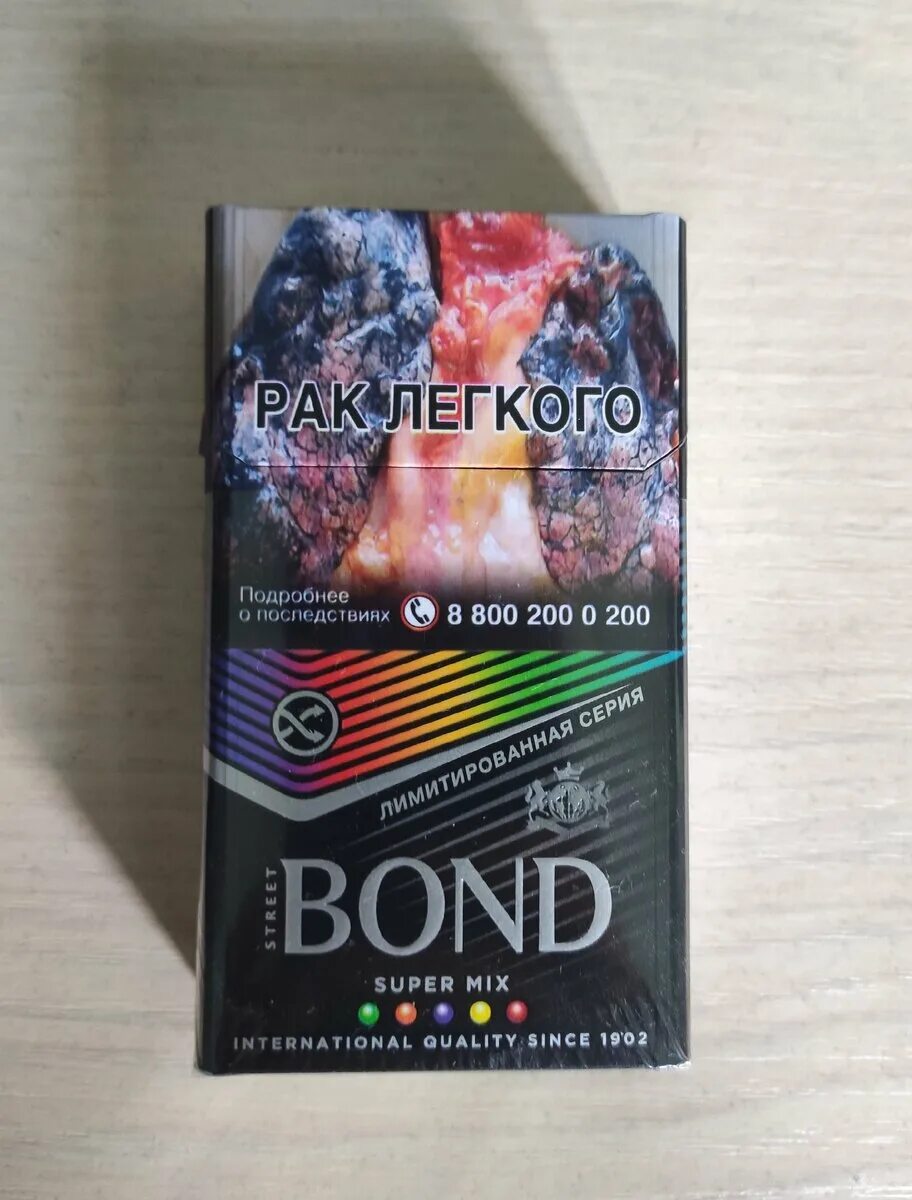 РАК ЛЕГКОГО
Подробнее
о последствиях 8 800 200 0 200
ЛИМИТИРОВАННАЯ СЕРИЯ
STREET
BOND
SUPER MIX
INTERNATIONAL QUALITY SINCE 1902